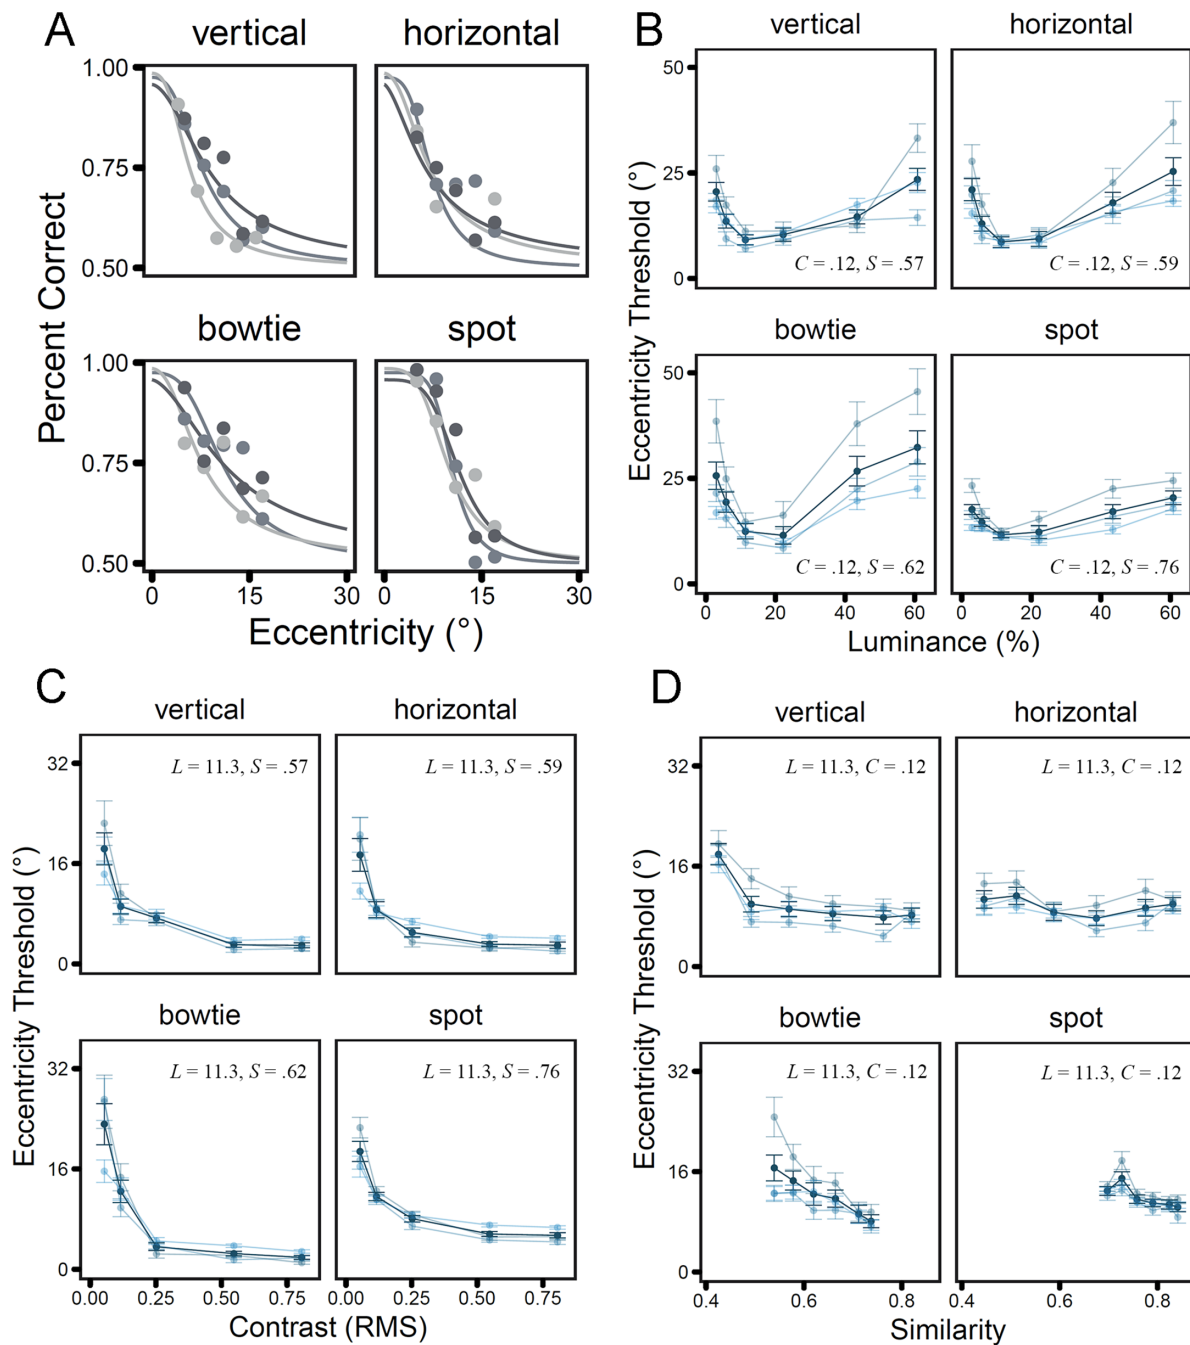 A
vertical
horizontal
1.00
0.75
0.50
bowtie
spot
1.00
0.75
0.50
0
15
30
0
15
30
Percent Correct
Eccentricity (°)
B
vertical
horizontal
50
25
0
C = .12, S = .57
C = .12, S = .59
bowtie
spot
50
25
0
C = .12, S = .62
C = .12, S = .76
0
20
40
60
0
20
40
60
Eccentricity Threshold (°)
Luminance (%)
C
vertical
horizontal
32
16
0
L = 11.3, S = .57
L = 11.3, S = .59
bowtie
spot
32
16
0
L = 11.3, S = .62
L = 11.3, S = .76
0.00
0.25
0.50
0.75
0.00
0.25
0.50
0.75
Eccentricity Threshold (°)
Contrast (RMS)
D
vertical
horizontal
32
16
0
L = 11.3, C = .12
L = 11.3, C = .12
bowtie
spot
32
16
0
L = 11.3, C = .12
L = 11.3, C = .12
0.4
0.6
0.8
0.4
0.6
0.8
Eccentricity Threshold (°)
Similarity